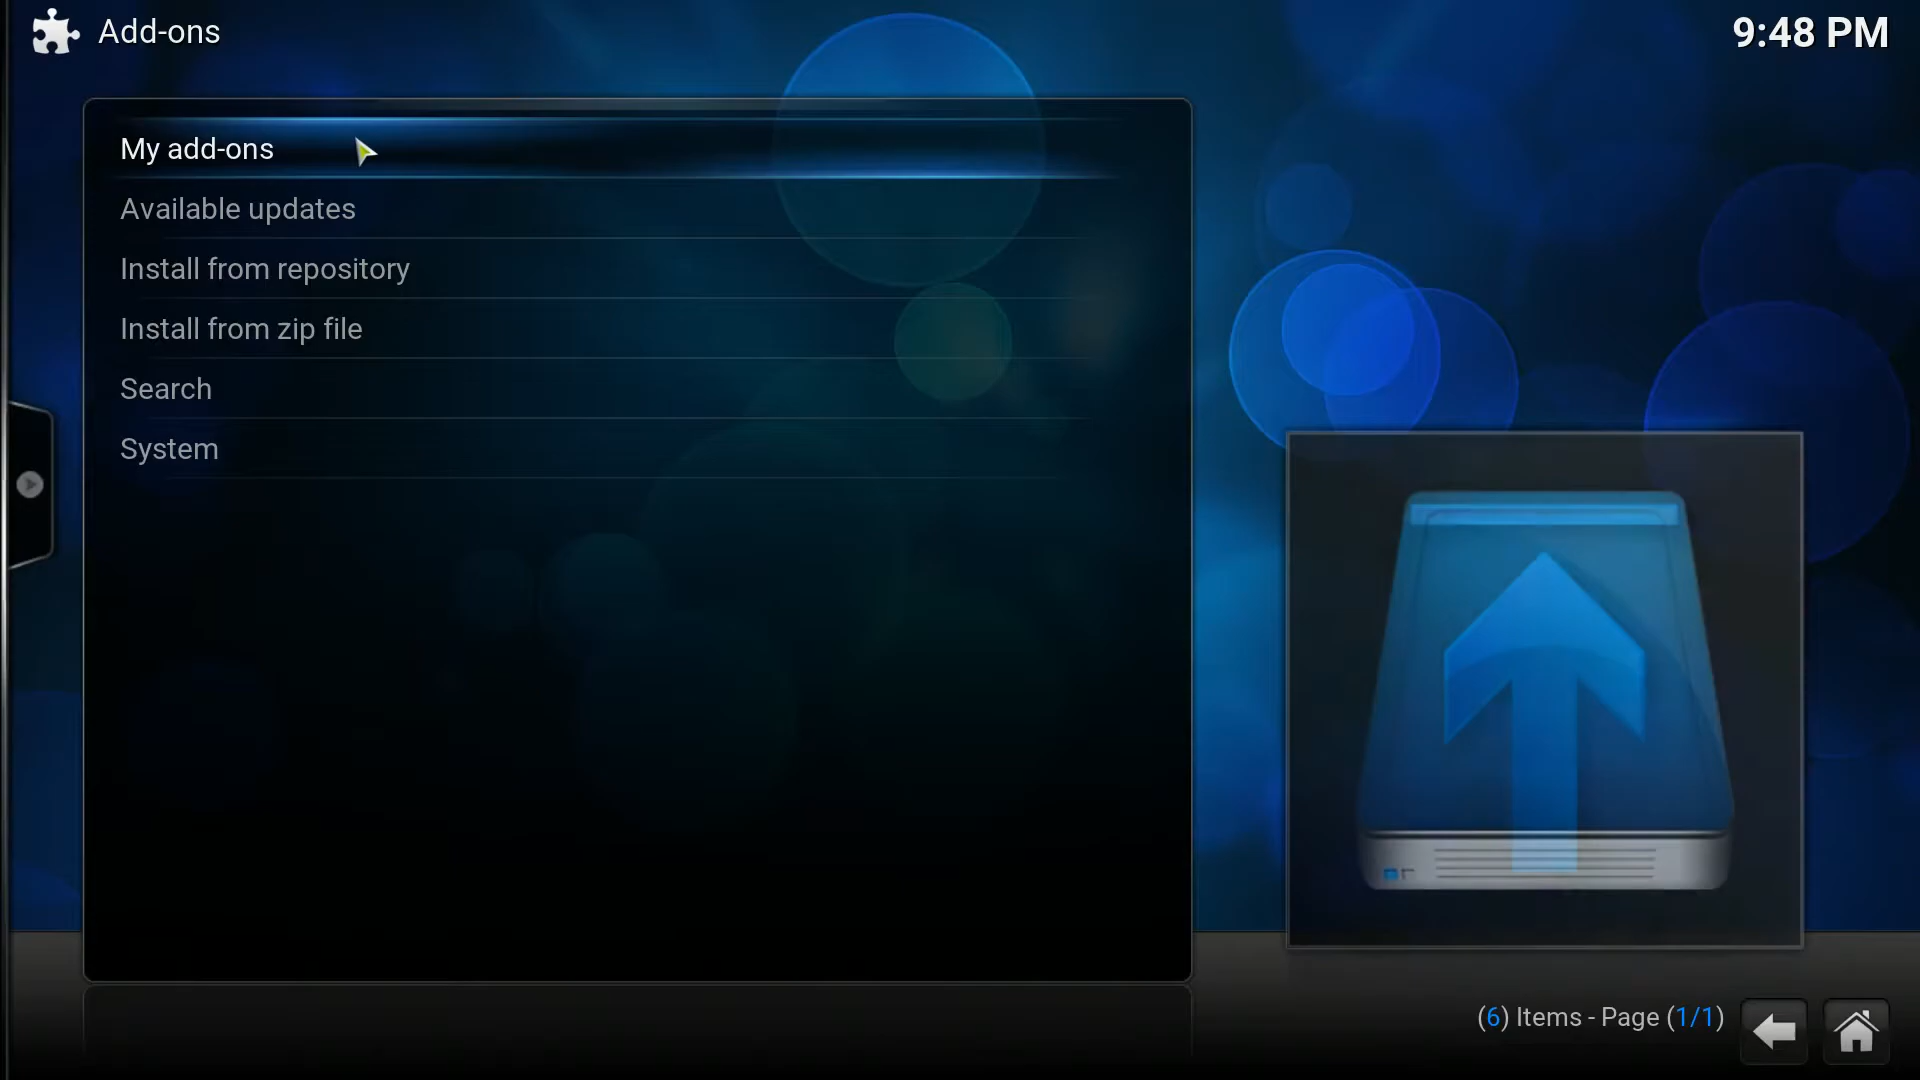 Add-ons
9:48 PM
My add-ons
Available updates
Install from repository
Install from zip file
Search
System
(6) Items - Page (1/1)